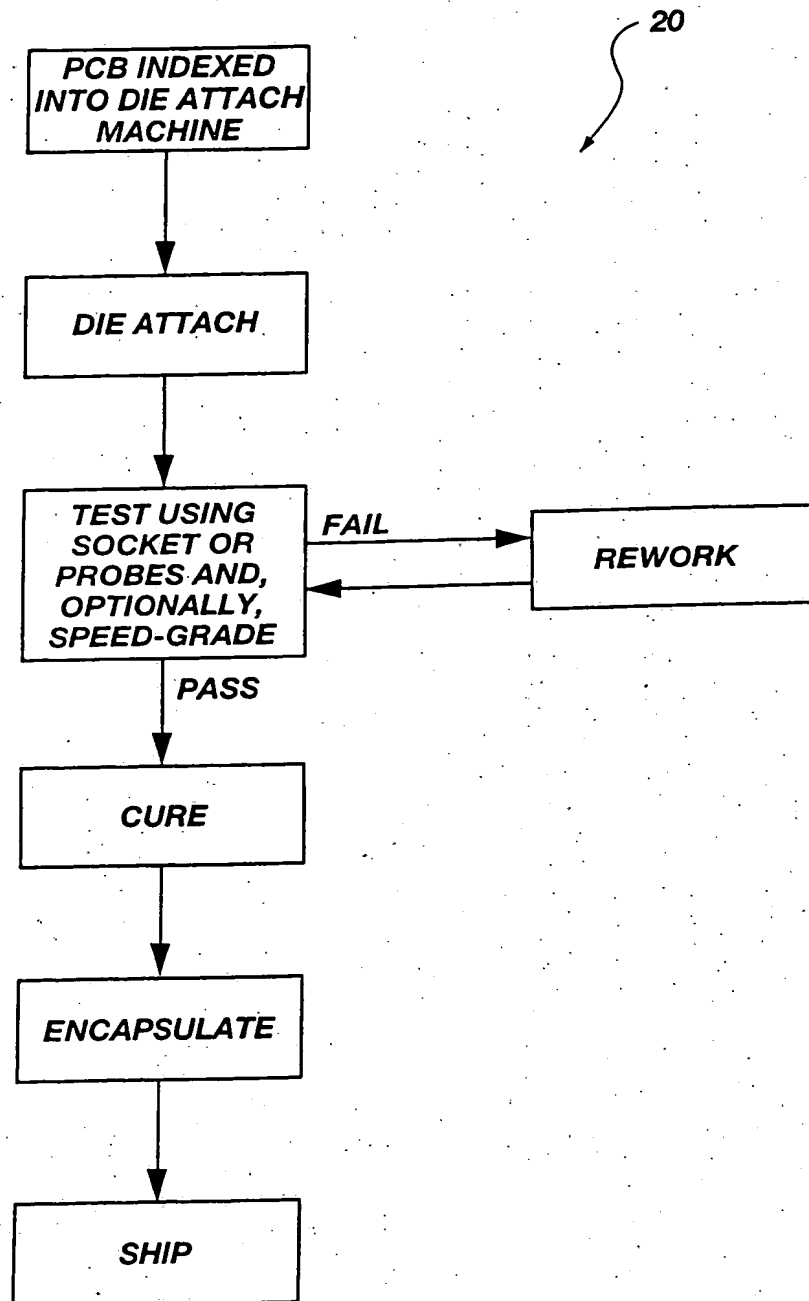 20
PCB INDEXED
INTO DIE ATTACH
MACHINE
DIE ATTACH
TEST USING
SOCKET OR
PROBES AND,
OPTIONALLY,
SPEED-GRADE
FAIL
REWORK
PASS
CURE
ENCAPSULATE
SHIP